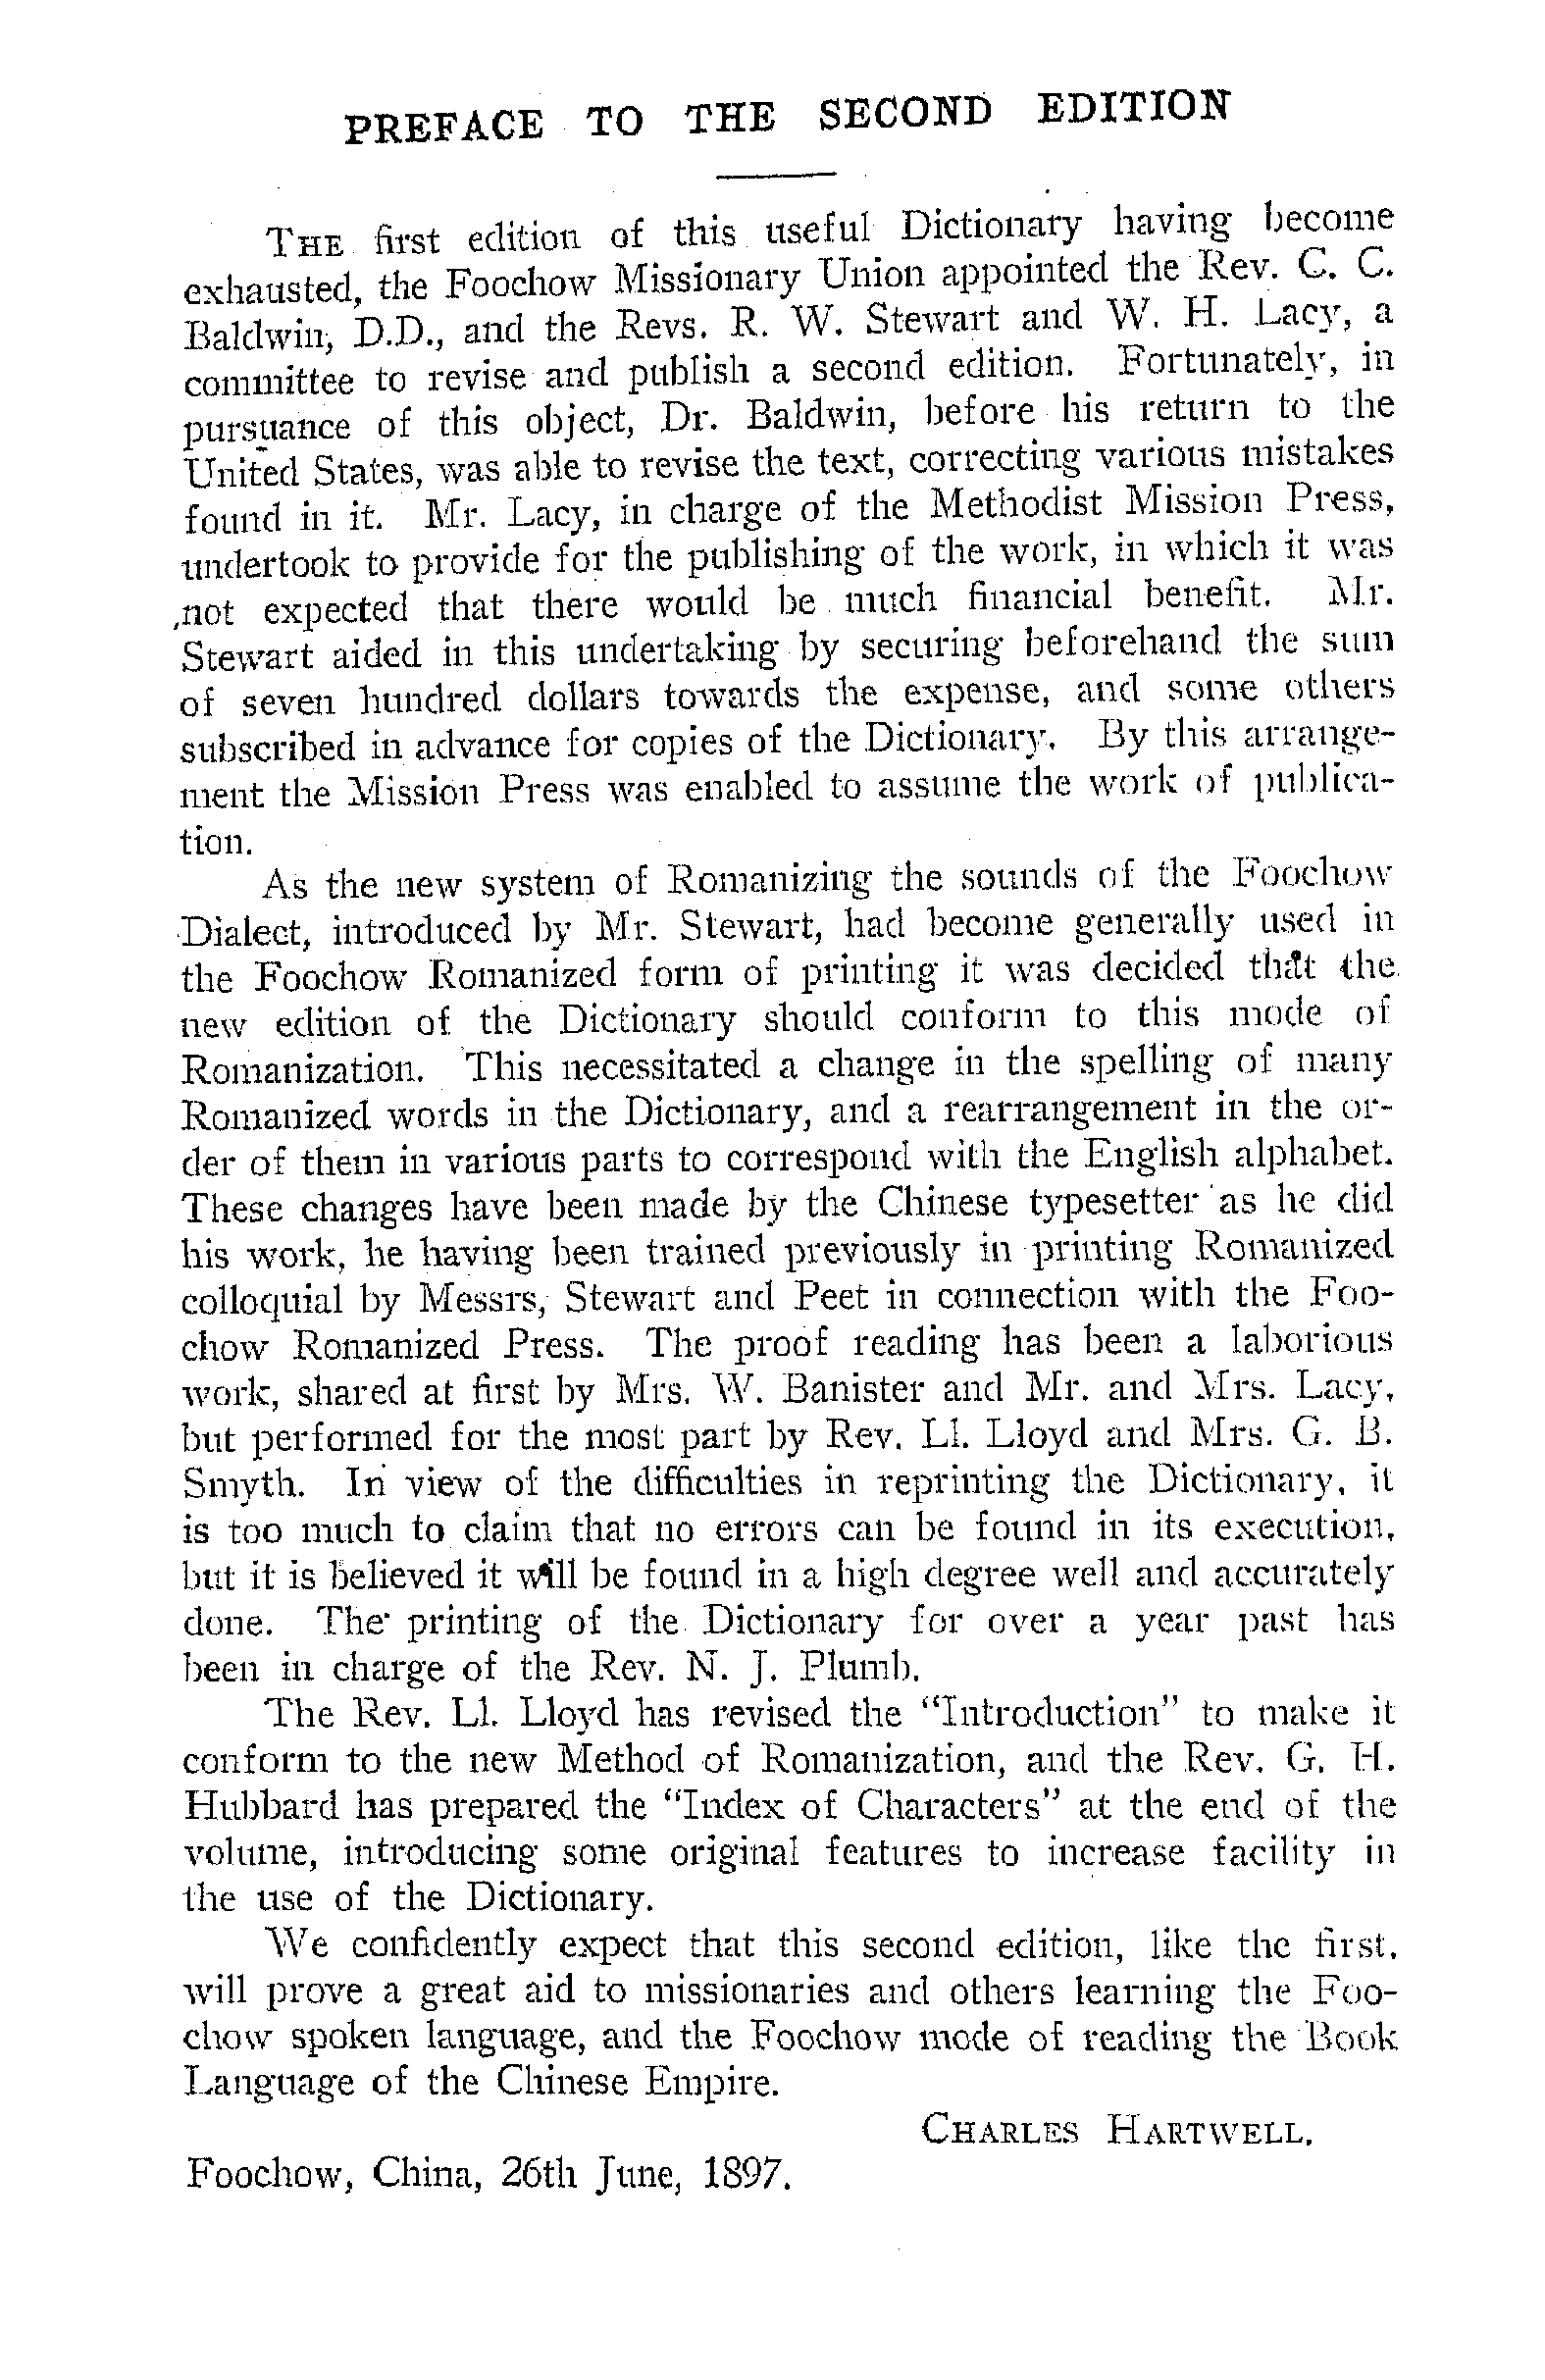 PREFACE TO THE SECOND EDITION
THE first edition of this useful Dictionary having become
exhausted, the Foochow Missionary Union appointed the Rev. C. C.
Baldwin, D.D., and the Revs. R. W. Stewart and W. H. Lacy, a
committee to revise and publish a second edition. Fortunately, in
pursuance of this object, Dr. Baldwin, before his return to the
United States, was able to revise the text, correcting various mistakes
found in it. Mr. Lacy, in charge of the Methodist Mission Press,
undertook to provide for the publishing of the work, in which it was
not expected that there would be much financial benefit. Mr.
Stewart aided in this undertaking by securing beforehand the sum
of seven hundred dollars towards the expense, and some others
subscribed in advance for copies of the Dictionary. By this arrange-
ment the Mission Press was enabled to assume the work of publica-
tion.
As the new system of Romanizing the sounds of the Foochow
Dialect, introduced by Mr. Stewart, had become generally used in
the Foochow Romanized form of printing it was decided that the
new edition of the Dictionary should conform to this mode of
Romanization. This necessitated a change in the spelling of many
Romanized words in the Dictionary, and a rearrangement in the or-
der of them in various parts to correspond with the English alphabet.
These changes have been made by the Chinese typesetter as he did
his work, he having been trained previously in printing Romanized
colloquial by Messrs, Stewart and Peet in connection with the Foo-
chow Romanized Press. The proof reading has been a laborious
work, shared at first by Mrs. W. Banister and Mr. and Mrs. Lacy,
but performed for the most part by Rev. Ll. Lloyd and Mrs. G. B.
Smyth. In view of the difficulties in reprinting the Dictionary, it
is too much to claim that no errors can be found in its execution,
but it is believed it will be found in a high degree well and accurately
done. The printing of the Dictionary for over a year past has
been in charge of the Rev. N. J. Plumb.
The Rev. Ll. Lloyd has revised the "Introduction" to make it
conform to the new Method of Romanization, and the Rev. G. H.
Hubbard has prepared the "Index of Characters" at the end of the
volume, introducing some original features to increase facility in
the use of the Dictionary.
We confidently expect that this second edition, like the first,
will prove a great aid to missionaries and others learning the Foo-
chow spoken language, and the Foochow mode of reading the Book
Language of the Chinese Empire.
CHARLES HARTWELL.
Foochow, China, 26th June, 1897.